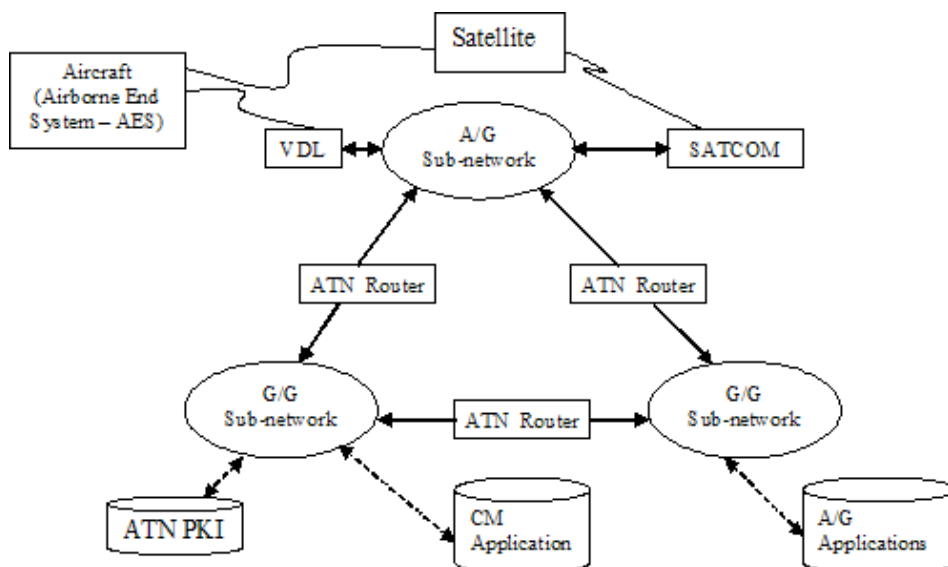 Satellite
Aircraft
(Airborne End
System – AES)
A/G
Sub-network
VDL
SATCOM
ATN Router
ATN Router
G/G
Sub-network
G/G
Sub-network
ATN Router
ATN PKI
CM
Application
A/G
Applications